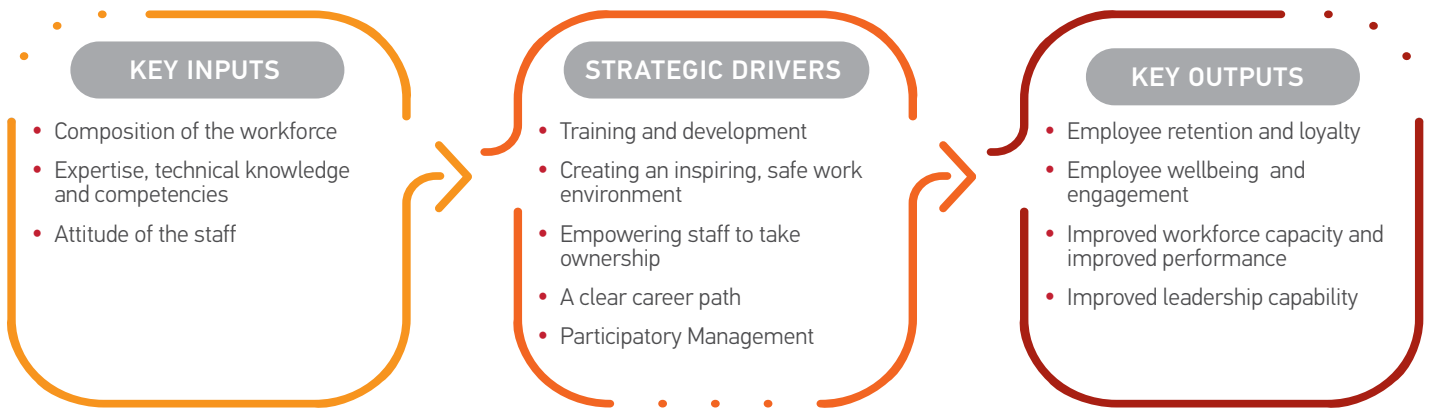 KEY INPUTS
• Composition of the workforce
• Expertise, technical knowledge
and competencies
• Attitude of the staff
STRATEGIC DRIVERS
• Training and development
• Creating an inspiring, safe work
environment
• Empowering staff to take
ownership
• A clear career path
• Participatory Management
KEY OUTPUTS
• Employee retention and loyalty
• Employee wellbeing and
engagement
• Improved workforce capacity and
improved performance
• Improved leadership capability